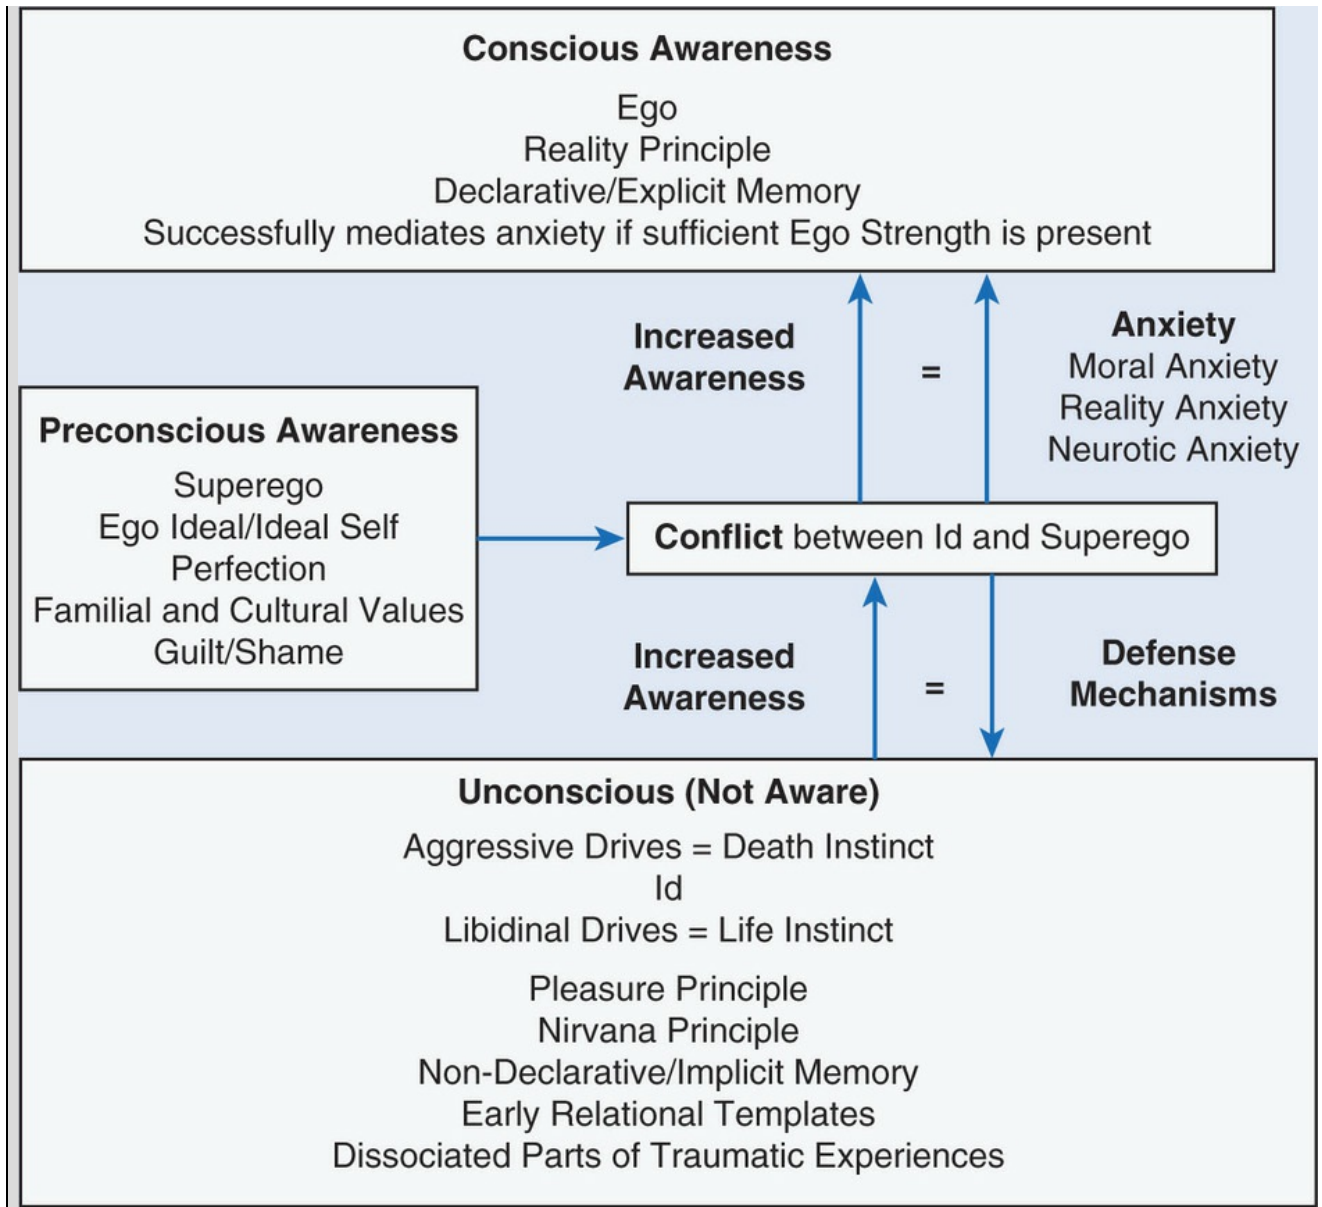 Conscious Awareness
Ego
Reality Principle
Declarative/Explicit Memory
Successfully mediates anxiety if sufficient Ego Strength is present
Increased
Awareness
=
Anxiety
Moral Anxiety
Reality Anxiety
Neurotic Anxiety
Preconscious Awareness
Superego
Ego Ideal/Ideal Self
Perfection
Familial and Cultural Values
Guilt/Shame
Conflict between Id and Superego
Increased
Awareness
=
Defense
Mechanisms
Unconscious (Not Aware)
Aggressive Drives = Death Instinct
Id
Libidinal Drives = Life Instinct
Pleasure Principle
Nirvana Principle
Non-Declarative/Implicit Memory
Early Relational Templates
Dissociated Parts of Traumatic Experiences